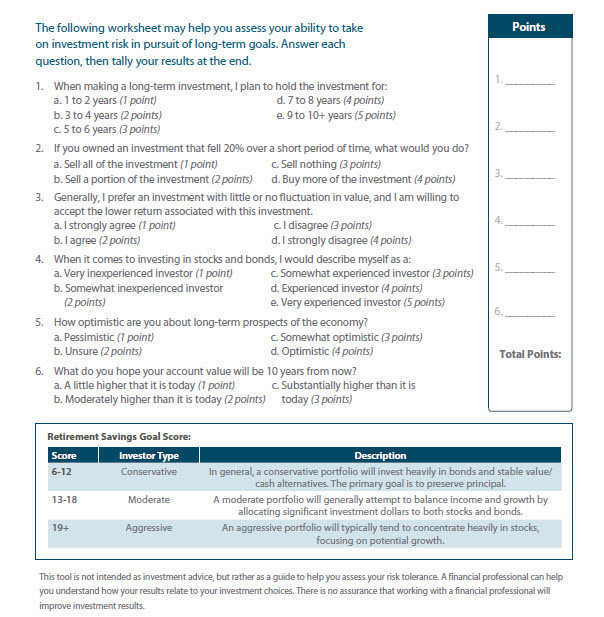 The following worksheet may help you assess your ability to take
on investment risk in pursuit of long-term goals. Answer each
question, then tally your results at the end.
1. When making a long-term investment, I plan to hold the investment for:
a. 1 to 2 years (1 point) d. 7 to 8 years (4 points)
b. 3 to 4 years (2 points) e. 9 to 10+ years (5 points)
c. 5 to 6 years (3 points)
2. If you owned an investment that fell 20% over a short period of time, what would you do?
a. Sell all of the investment (1 point) c. Sell nothing (3 points)
b. Sell a portion of the investment (2 points) d. Buy more of the investment (4 points)
3. Generally, I prefer an investment with little or no fluctuation in value, and I am willing to
accept the lower return associated with this investment.
a. I strongly agree (1 point) c. I disagree (3 points)
b. I agree (2 points) d. I strongly disagree (4 points)
4. When it comes to investing in stocks and bonds, I would describe myself as a:
a. Very inexperienced investor (1 point) c. Somewhat experienced investor (3 points)
b. Somewhat inexperienced investor d. Experienced investor (4 points)
(2 points) e. Very experienced investor (5 points)
5. How optimistic are you about long-term prospects of the economy?
a. Pessimistic (1 point) c. Somewhat optimistic (3 points)
b. Unsure (2 points) d. Optimistic (4 points)
6. What do you hope your account value will be 10 years from now?
a. A little higher that it is today (1 point) c. Substantially higher than it is
b. Moderately higher than it is today (2 points) today (3 points)
Points
1. ________
2. ________
3. ________
4. ________
5. ________
6. ________
Total Points:
Retirement Savings Goal Score:
Score Investor Type Description
6-12 Conservative In general, a conservative portfolio will invest heavily in bonds and stable value/
cash alternatives. The primary goal is to preserve principal.
13-18 Moderate A moderate portfolio will generally attempt to balance income and growth by
allocating significant investment dollars to both stocks and bonds.
19+ Aggressive An aggressive portfolio will typically tend to concentrate heavily in stocks,
focusing on potential growth.
This tool is not intended as investment advice, but rather as a guide to help you assess your risk tolerance. A financial professional can help
you understand how your results relate to your investment choices. There is no assurance that working with a financial professional will
improve investment results.